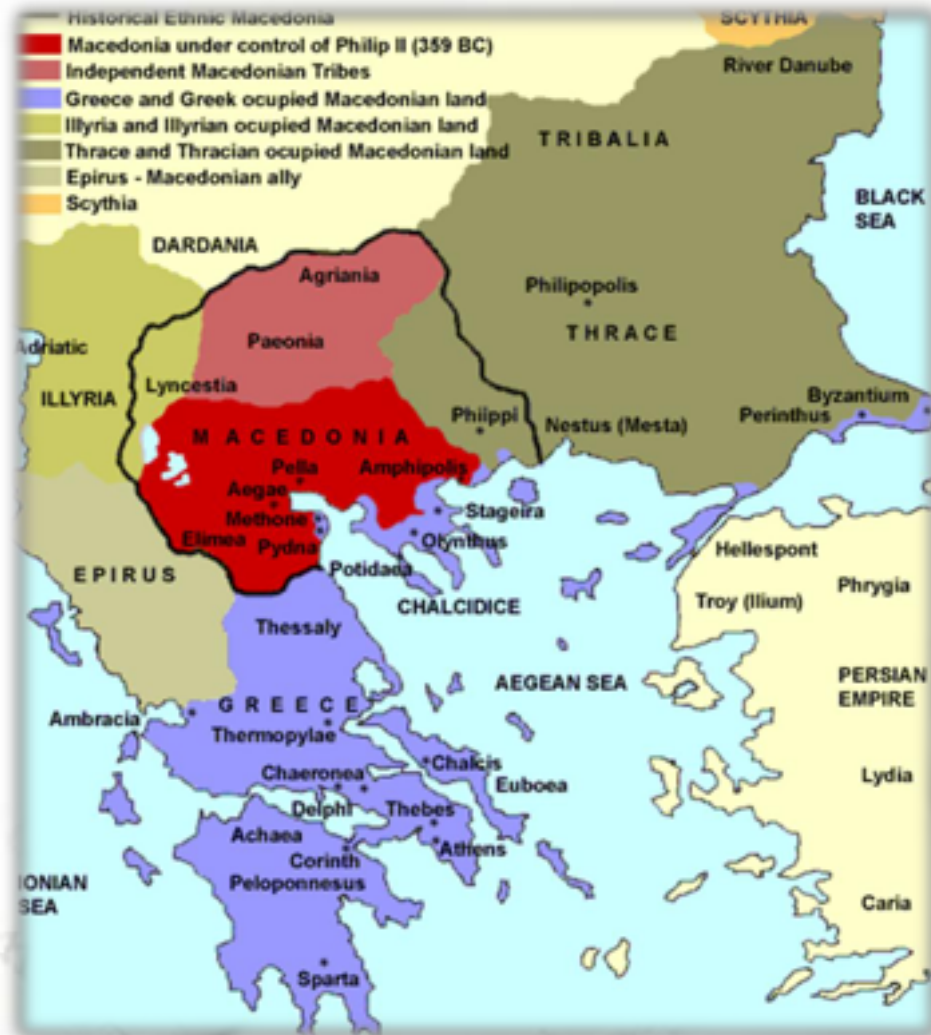 Historical Ethnic Macedonia
Macedonia under control of Philip II (359 BC)
Independent Macedonian Tribes
Greece and Greek ocupied Macedonian land
Illyria and Illyrian ocupied Macedonian land
Thrace and Thracian ocupied Macedonian land
Epirus - Macedonian ally
Scythia
SCYTHIA
River Danube
TRIBALIA
BLACK
SEA
DARDANIA
Agriania
Philipopolis
THRACE
Adriatic
Paeonia
ILLYRIA
Lyncestia
Byzantium
Perinthus
Phiippi
Nestus (Mesta)
MACEDONIA
Pella
Amphipolis
Aegae
Methone
Stageira
Elimea
Pydna
Olynthus
Hellespont
EPIRUS
Potidaea
CHALCIDICE
Troy (Ilium)
Phrygia
Thessaly
AEGEAN SEA
PERSIAN
EMPIRE
Ambracia
GREECE
Thermopylae
Chalcis
Chaeronea
Euboea
Lydia
Delphi
Thebes
Achaea
Athens
Corinth
Peloponnesus
IONIAN
SEA
Caria
Sparta